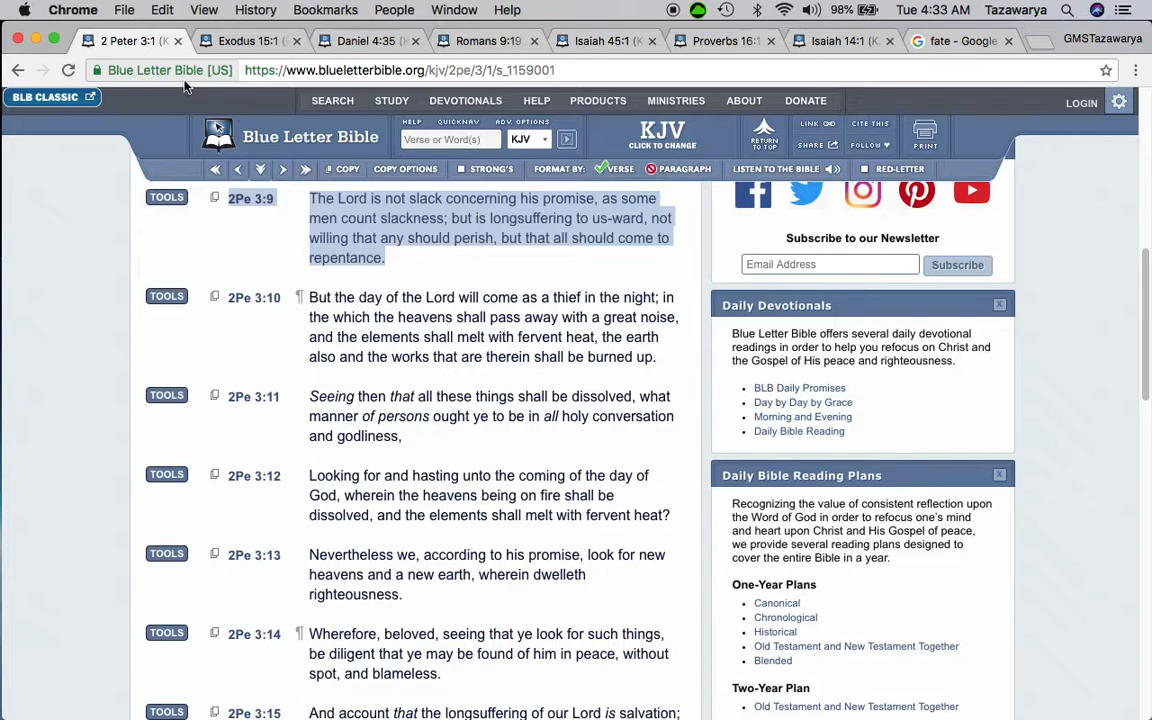 Chrome File Edit View History Bookmarks People Window Help 98% Tue 4:33 AM Tazawarya
2 Peter 3:1 (K Exodus 15:1 (K Daniel 4:35 (K Romans 9:19 Isaiah 45:1 (K Proverbs 16:1 Isaiah 14:1 (K fate - Google GMSTazawarya
Blue Letter Bible [US] https://www.blueletterbible.org/kjv/2pe/3/1/s_1159001
BLB CLASSIC
SEARCH STUDY DEVOTIONALS HELP PRODUCTS MINISTRIES ABOUT DONATE LOGIN
Blue Letter Bible
HELP QUICKNAV ADV. OPTIONS
Verse or Word(s) KJV
KJV
CLICK TO CHANGE
RETURN
TO TOP
LINK CITE THIS
SHARE FOLLOW
PRINT
COPY COPY OPTIONS STRONG'S FORMAT BY: VERSE PARAGRAPH LISTEN TO THE BIBLE RED-LETTER
TOOLS 2Pe 3:9 The Lord is not slack concerning his promise, as some
men count slackness; but is longsuffering to us-ward, not
willing that any should perish, but that all should come to
repentance.
TOOLS 2Pe 3:10 ¶ But the day of the Lord will come as a thief in the night; in
the which the heavens shall pass away with a great noise,
and the elements shall melt with fervent heat, the earth
also and the works that are therein shall be burned up.
TOOLS 2Pe 3:11 Seeing then that all these things shall be dissolved, what
manner of persons ought ye to be in all holy conversation
and godliness,
TOOLS 2Pe 3:12 Looking for and hasting unto the coming of the day of
God, wherein the heavens being on fire shall be
dissolved, and the elements shall melt with fervent heat?
TOOLS 2Pe 3:13 Nevertheless we, according to his promise, look for new
heavens and a new earth, wherein dwelleth
righteousness.
TOOLS 2Pe 3:14 ¶ Wherefore, beloved, seeing that ye look for such things,
be diligent that ye may be found of him in peace, without
spot, and blameless.
TOOLS 2Pe 3:15 And account that the longsuffering of our Lord is salvation;
Subscribe to our Newsletter
Email Address Subscribe
Daily Devotionals
Blue Letter Bible offers several daily devotional
readings in order to help you refocus on Christ and
the Gospel of His peace and righteousness.
BLB Daily Promises
Day by Day by Grace
Morning and Evening
Daily Bible Reading
Daily Bible Reading Plans
Recognizing the value of consistent reflection upon
the Word of God in order to refocus one's mind
and heart upon Christ and His Gospel of peace,
we provide several reading plans designed to
cover the entire Bible in a year.
One-Year Plans
Canonical
Chronological
Historical
Old Testament and New Testament Together
Blended
Two-Year Plan
Old Testament and New Testament Together